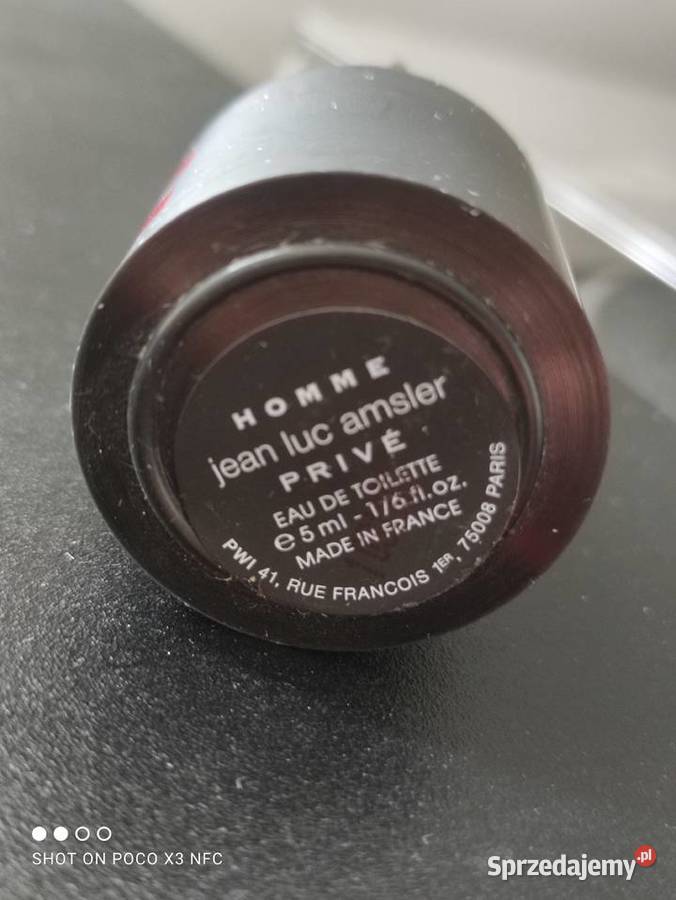 HOMME
jean luc amsler
PRIVÉ
EAU DE TOILETTE
e 5 ml - 1/6.fl.oz.
MADE IN FRANCE
PWI 41, RUE FRANCOIS 1ER, 75008 PARIS
SHOT ON POCO X3 NFC
Sprzedajemy.pl